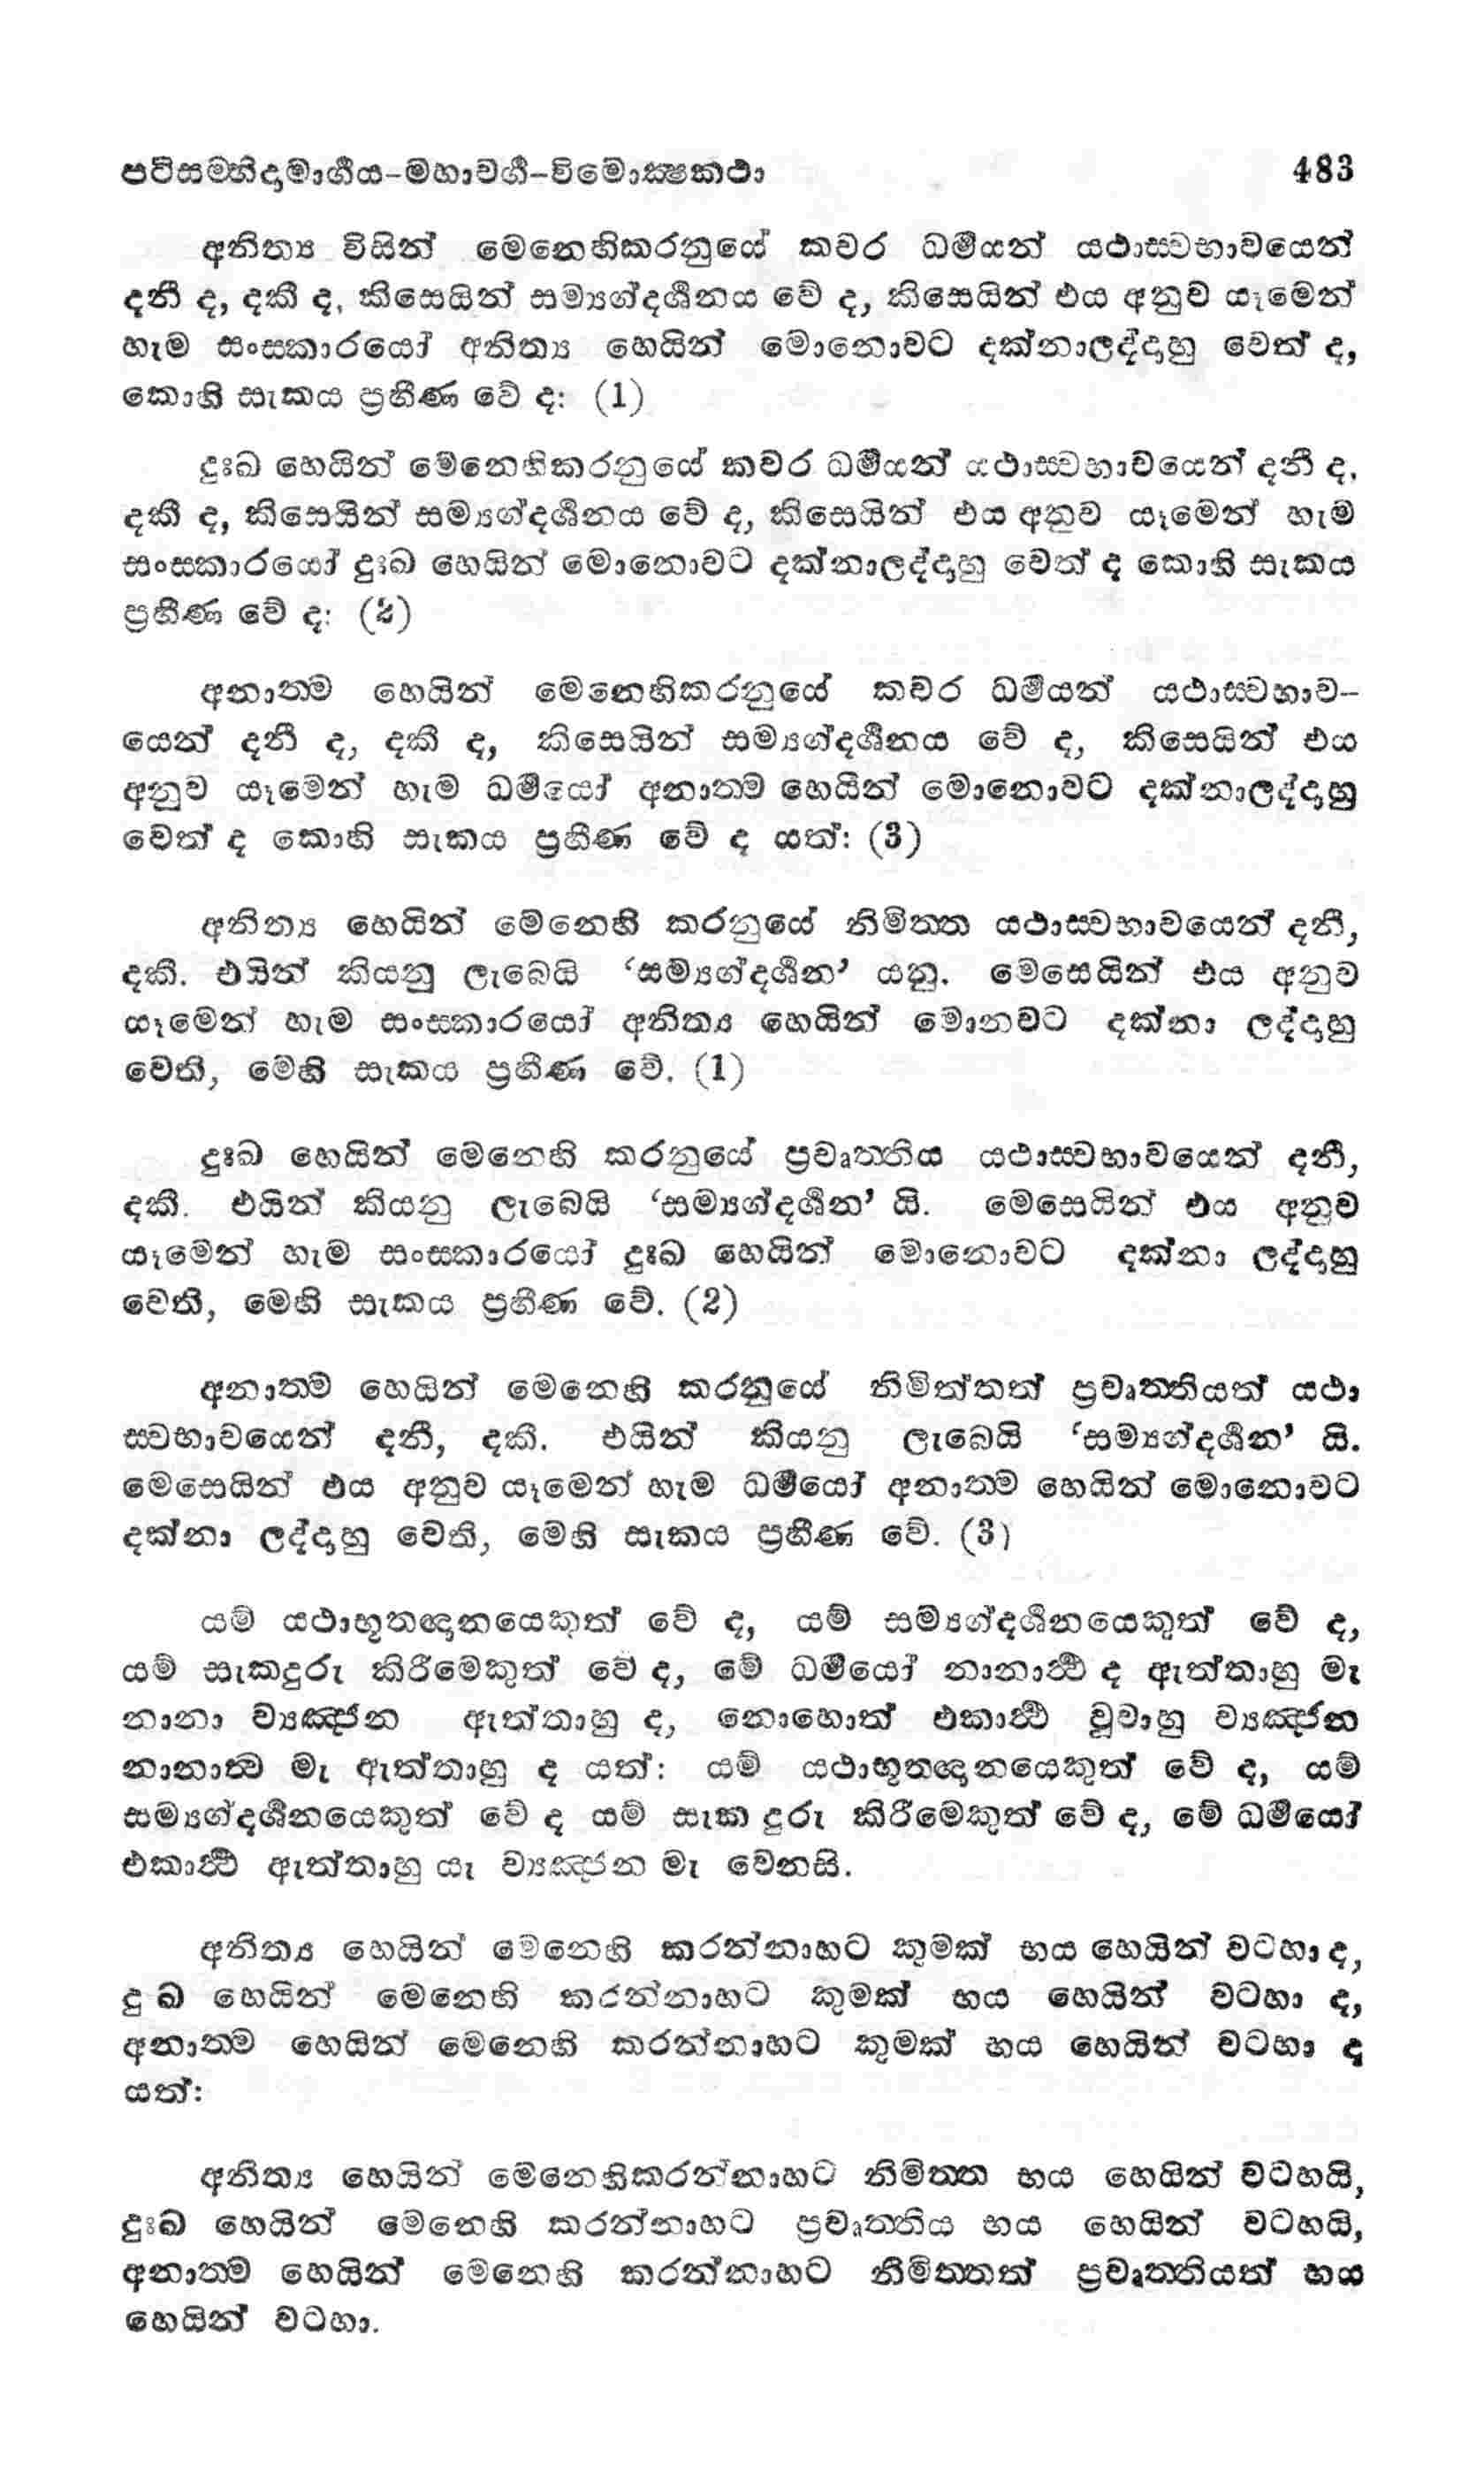 පටිසම්භිදාමාර්ගය-මහාවර්ග-විමොක්ෂකථා 483
අනිත්‍ය විසින් මෙනෙහිකරනුයේ කවර ධර්මයන් යථාස්වභාවයෙන්
දනී ද, දකී ද, කිසෙයින් සම්‍යග්දර්ශනය වේ ද, කිසෙයින් එය අනුව යෑමෙන්
හැම සංස්කාරයෝ අනිත්‍ය හෙයින් මොනොවට දක්නාලද්දාහු වෙත් ද,
කොහි සැකය ප්‍රහීණ වේ ද: (1)
දුඃඛ හෙයින් මෙනෙහිකරනුයේ කවර ධර්මයන් යථාස්වභාවයෙන් දනී ද,
දකී ද, කිසෙයින් සම්‍යග්දර්ශනය වේ ද, කිසෙයින් එය අනුව යෑමෙන් හැම
සංස්කාරයෝ දුඃඛ හෙයින් මොනොවට දක්නාලද්දාහු වෙත් ද කොහි සැකය
ප්‍රහීණ වේ ද: (2)
අනාත්ම හෙයින් මෙනෙහිකරනුයේ කවර ධර්මයන් යථාස්වභාව-
යෙන් දනී ද, දකී ද, කිසෙයින් සම්‍යග්දර්ශනය වේ ද, කිසෙයින් එය
අනුව යෑමෙන් හැම ධර්මයෝ අනාත්ම හෙයින් මොනොවට දක්නාලද්දාහු
වෙත් ද කොහි සැකය ප්‍රහීණ වේ ද යත්: (3)
අනිත්‍ය හෙයින් මෙනෙහි කරනුයේ නිමිත්ත යථාස්වභාවයෙන් දනී,
දකී. එයින් කියනු ලැබෙයි ‘සම්‍යග්දර්ශන’ යනු. මෙසෙයින් එය අනුව
යෑමෙන් හැම සංස්කාරයෝ අනිත්‍ය හෙයින් මොනවට දක්නා ලද්දාහු
වෙති, මෙහි සැකය ප්‍රහීණ වේ. (1)
දුඃඛ හෙයින් මෙනෙහි කරනුයේ ප්‍රවෘත්තිය යථාස්වභාවයෙන් දනී,
දකී. එයින් කියනු ලැබෙයි ‘සම්‍යග්දර්ශන’ යි. මෙසෙයින් එය අනුව
යෑමෙන් හැම සංස්කාරයෝ දුඃඛ හෙයින් මොනොවට දක්නා ලද්දාහු
වෙති, මෙහි සැකය ප්‍රහීණ වේ. (2)
අනාත්ම හෙයින් මෙනෙහි කරනුයේ නිමිත්තත් ප්‍රවෘත්තියත් යථා
ස්වභාවයෙන් දනී, දකී. එයින් කියනු ලැබෙයි ‘සම්‍යග්දර්ශන’ යි.
මෙසෙයින් එය අනුව යෑමෙන් හැම ධර්මයෝ අනාත්ම හෙයින් මොනොවට
දක්නා ලද්දාහු වෙති, මෙහි සැකය ප්‍රහීණ වේ. (3)
යම් යථාභූතඥානයෙකුත් වේ ද, යම් සම්‍යග්දර්ශනයෙකුත් වේ ද,
යම් සැකදුරු කිරීමෙකුත් වේ ද, මේ ධර්මයෝ නානාර්ථ ද ඇත්තාහු මැ
නානා ව්‍යඤ්ජන ඇත්තාහු ද, නොහොත් එකාර්ථ වූවාහු ව්‍යඤ්ජන
නානාත්ව මැ ඇත්තාහු ද යත්: යම් යථාභූතඥානයෙකුත් වේ ද, යම්
සම්‍යග්දර්ශනයෙකුත් වේ ද යම් සැක දුරු කිරීමෙකුත් වේ ද, මේ ධර්මයෝ
එකාර්ථ ඇත්තාහු යෑ ව්‍යඤ්ජන මැ වෙනසි.
අනිත්‍ය හෙයින් මෙනෙහි කරන්නාහට කුමක් භය හෙයින් වටහා ද,
දු ඛ හෙයින් මෙනෙහි කරන්නාහට කුමක් භය හෙයින් වටහා ද,
අනාත්ම හෙයින් මෙනෙහි කරන්නාහට කුමක් භය හෙයින් වටහා ද
යත්:
අනිත්‍ය හෙයින් මෙනෙහිකරන්නාහට නිමිත්ත භය හෙයින් වටහයි,
දුඃඛ හෙයින් මෙනෙහි කරන්නාහට ප්‍රවෘත්තිය භය හෙයින් වටහයි,
අනාත්ම හෙයින් මෙනෙහි කරන්නාහට නිමිත්තත් ප්‍රවෘත්තියත් භය
හෙයින් වටහා.